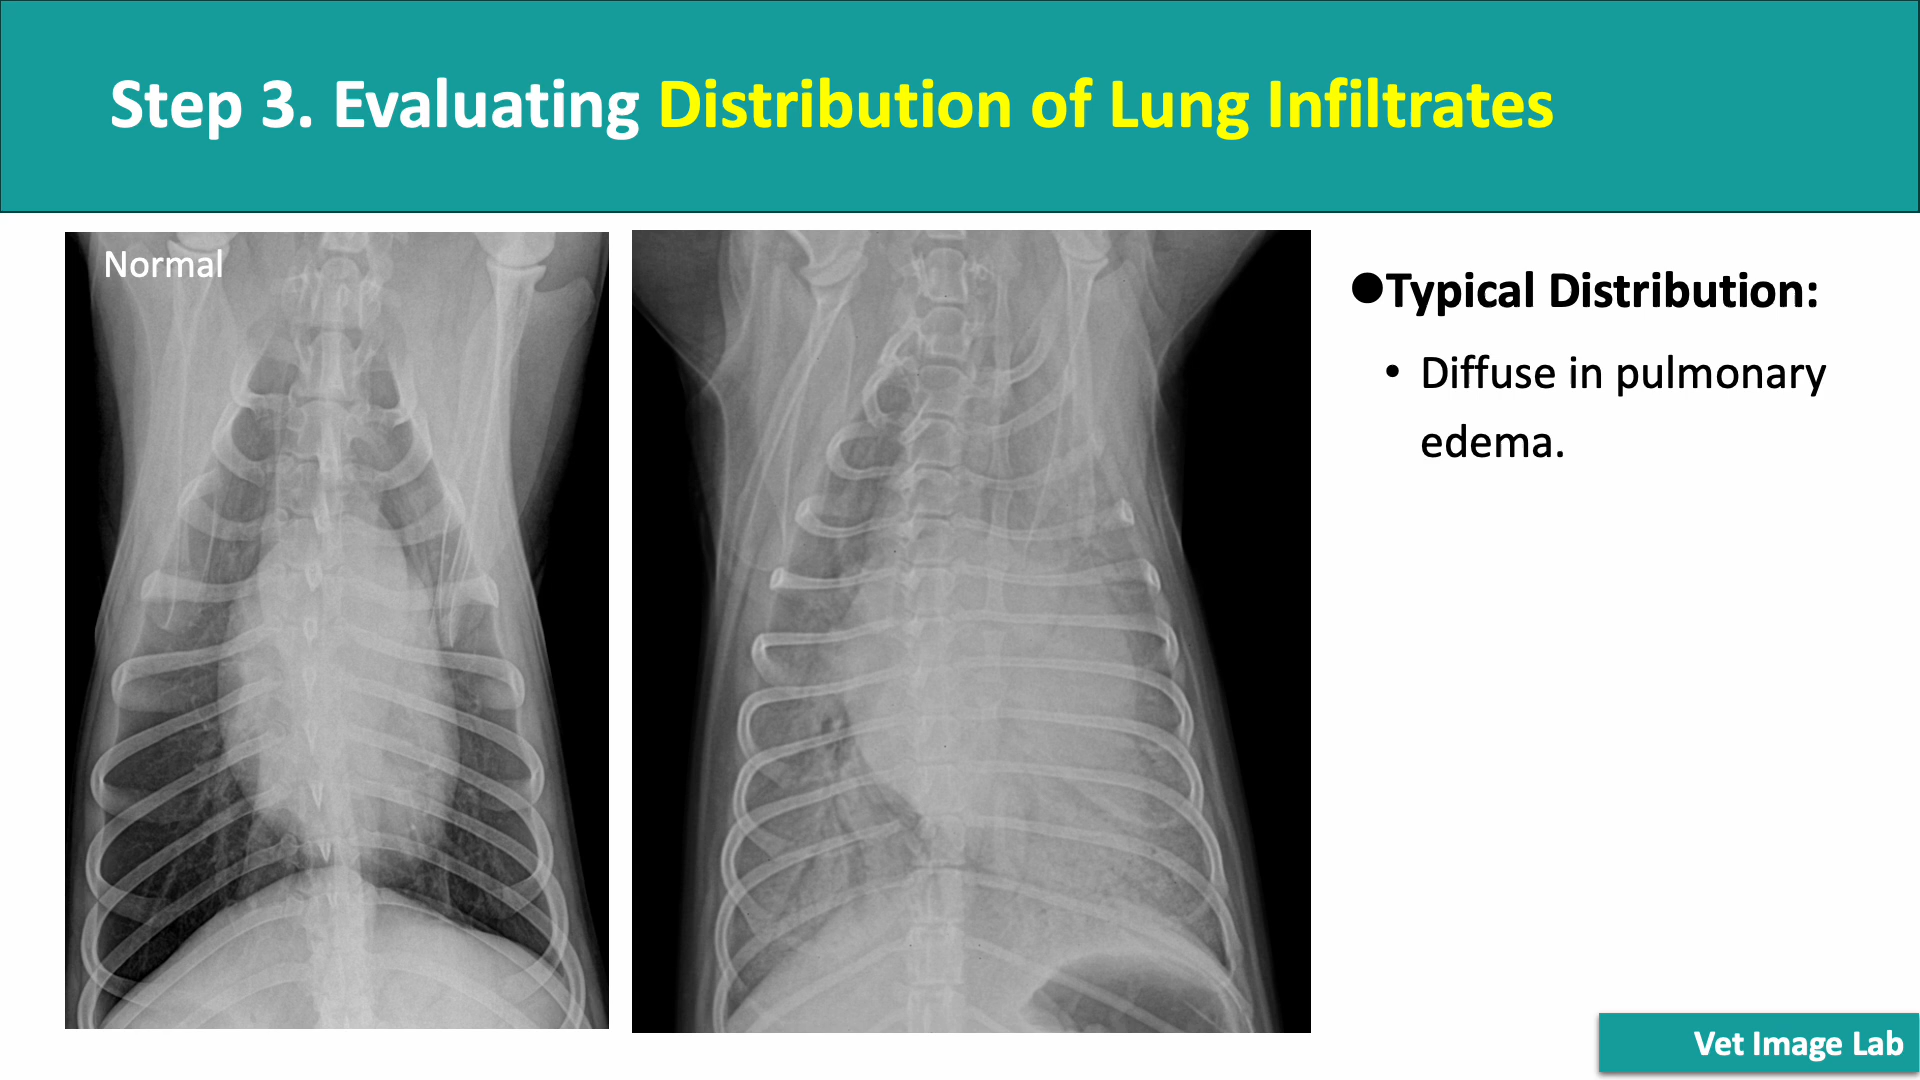 Step 3. Evaluating Distribution of Lung Infiltrates
Normal
●Typical Distribution:
• Diffuse in pulmonary
edema.
Vet Image Lab